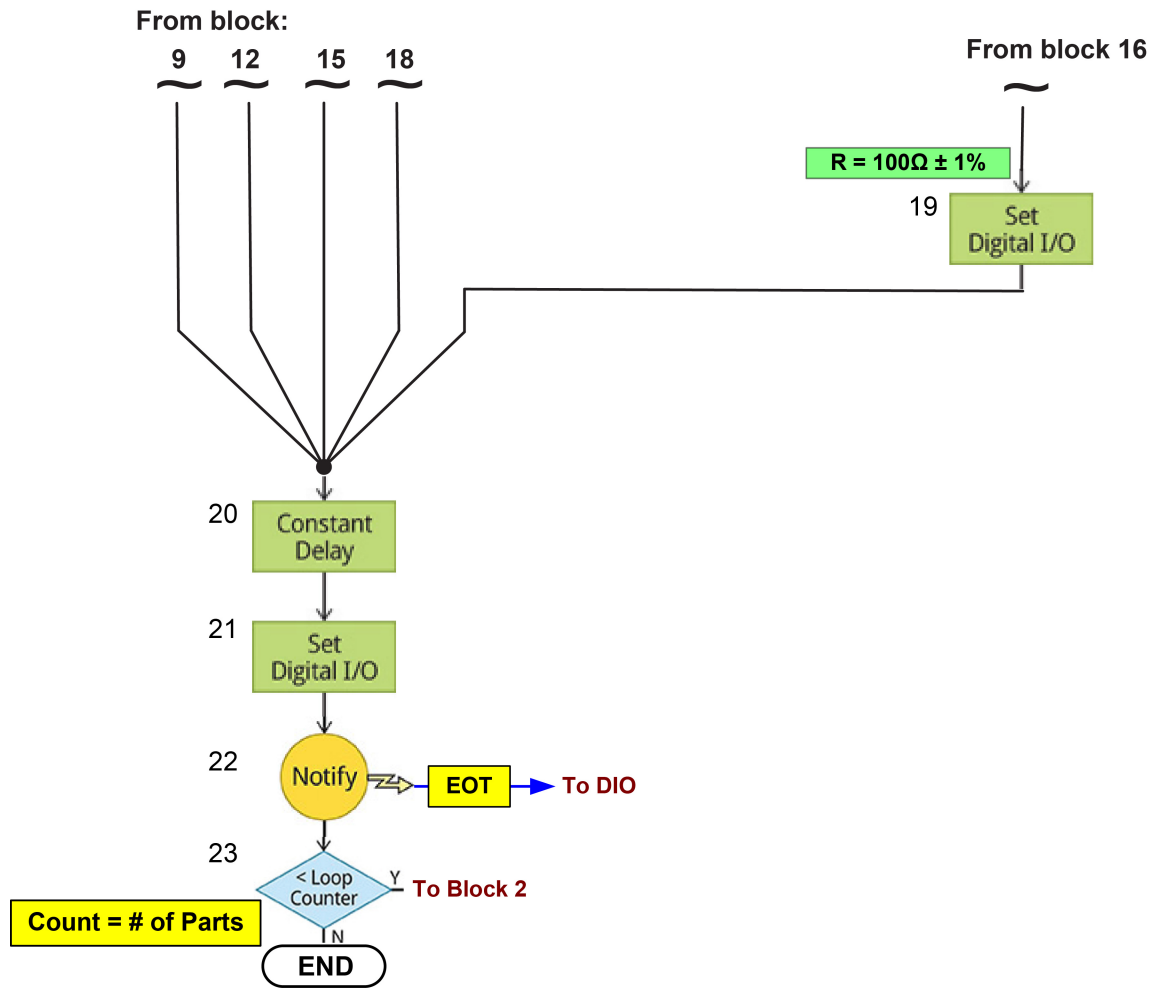 From block:
9 12 15 18
From block 16
R = 100Ω ± 1%
19
Set
Digital I/O
20
Constant
Delay
21
Set
Digital I/O
22
Notify
EOT
To DIO
23
< Loop
Counter
Y
To Block 2
Count = # of Parts
N
END